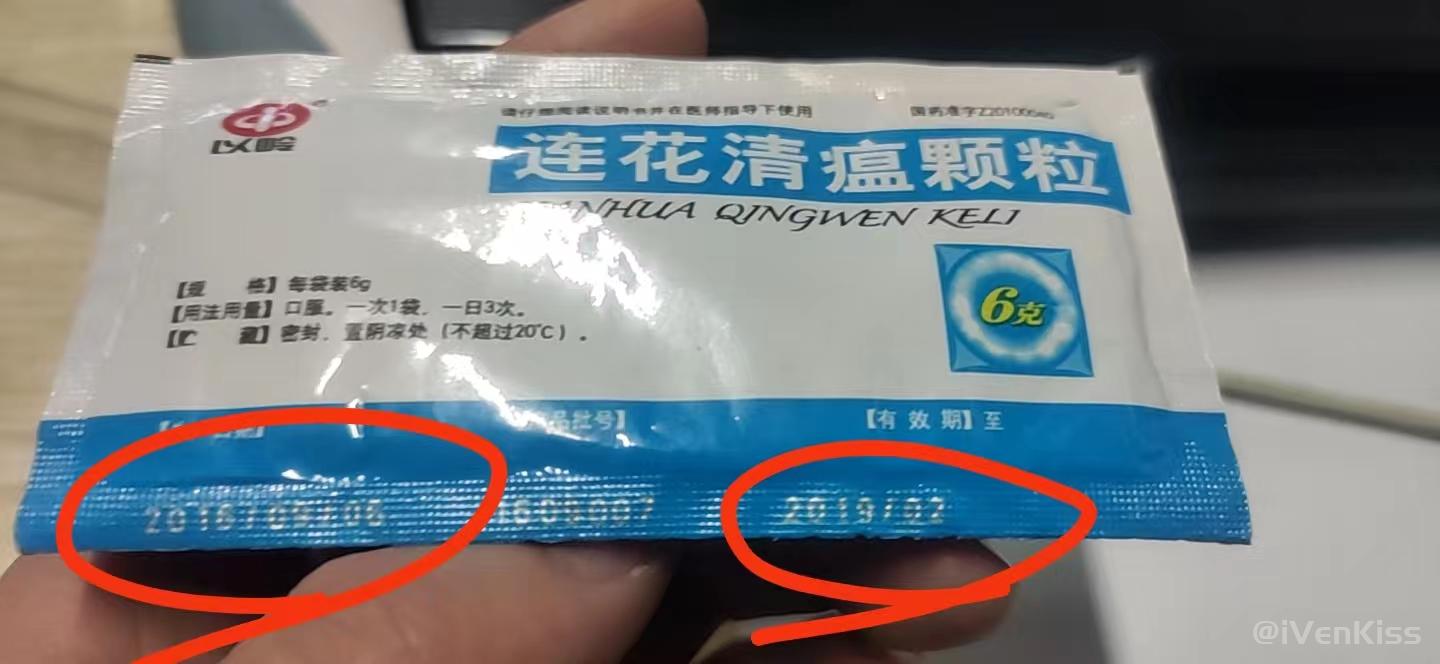 以岭
请仔细阅读说明书并在医师指导下使用
连花清瘟颗粒
QINGWEN KELI
6克
【规 格】每袋装6g
【用法用量】口服。一次1袋，一日3次。
【贮 藏】密封，置阴凉处（不超过20℃）。
品批号】
【有 效 期】至
2019/02
@iVenKiss